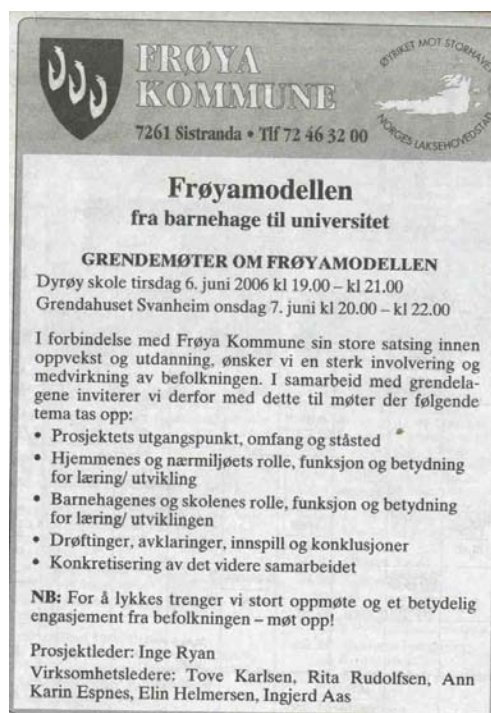 FRØYA
KOMMUNE
7261 Sistranda • Tlf 72 46 32 00
ØYRIKET MOT STORHAVET
NORGES LAKSEHOVEDSTAD
Frøyamodellen
fra barnehage til universitet
GRENDEMØTER OM FRØYAMODELLEN
Dyrøy skole tirsdag 6. juni 2006 kl 19.00 – kl 21.00
Grendahuset Svanheim onsdag 7. juni kl 20.00 – kl 22.00
I forbindelse med Frøya Kommune sin store satsing innen
oppvekst og utdanning, ønsker vi en sterk involvering og
medvirkning av befolkningen. I samarbeid med grendela-
gene inviterer vi derfor med dette til møter der følgende
tema tas opp:
• Prosjektets utgangspunkt, omfang og ståsted
• Hjemmenes og nærmiljøets rolle, funksjon og betydning
for læring/ utvikling
• Barnehagenes og skolenes rolle, funksjon og betydning
for læring/ utviklingen
• Drøftinger, avklaringer, innspill og konklusjoner
• Konkretisering av det videre samarbeidet
NB: For å lykkes trenger vi stort oppmøte og et betydelig
engasjement fra befolkningen – møt opp!
Prosjektleder: Inge Ryan
Virksomhetsledere: Tove Karlsen, Rita Rudolfsen, Ann
Karin Espnes, Elin Helmersen, Ingjerd Aas